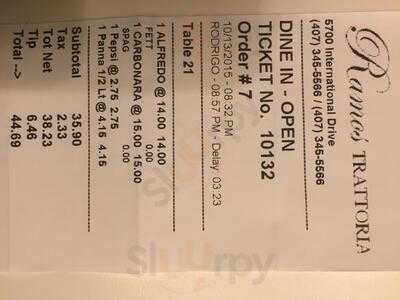 Ramos' TRATTORIA
5700 International Drive
(407) 345-5566 / (407) 345-5566
DINE IN - OPEN
TICKET No. 10132
Order # 7
10/13/2015 - 08:32 PM
RODRIGO - 08:57 PM - Delay 03:23
Table 21
1 ALFREDO @ 14.00 14.00
FETT 0.00
1 CARBONARA @ 15.00 15.00
SPAG 0.00
1 Pepsi @ 2.75 2.75
1 Panna 1/2 Lt @ 4.15 4.15
Subtotal 35.90
Tax 2.33
Tot Net 38.23
Tip 6.46
Total --> 44.69
Slurrpy